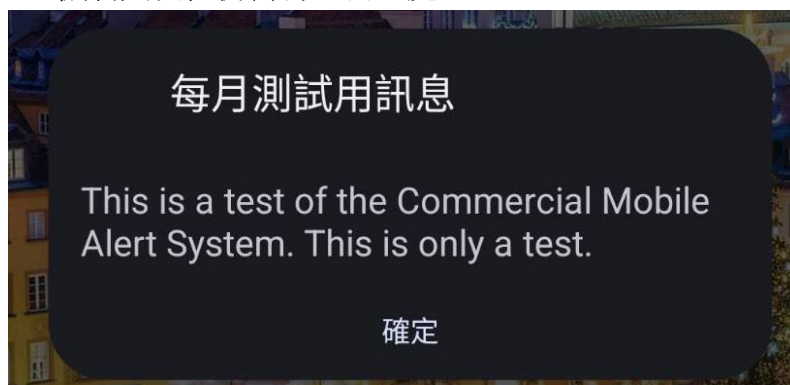 每月測試用訊息
This is a test of the Commercial Mobile
Alert System. This is only a test.
確定